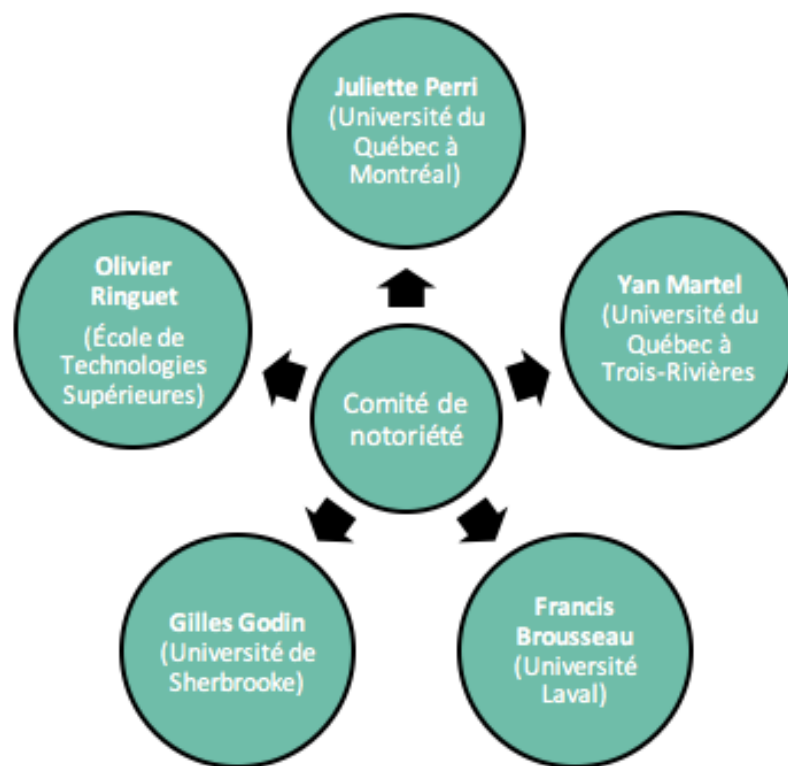 Juliette Perri
(Université du
Québec à
Montréal)
Olivier
Ringuet
(École de
Technologies
Supérieures)
Yan Martel
(Université du
Québec à
Trois-Rivières
Comité de
notoriété
Gilles Godin
(Université de
Sherbrooke)
Francis
Brousseau
(Université
Laval)